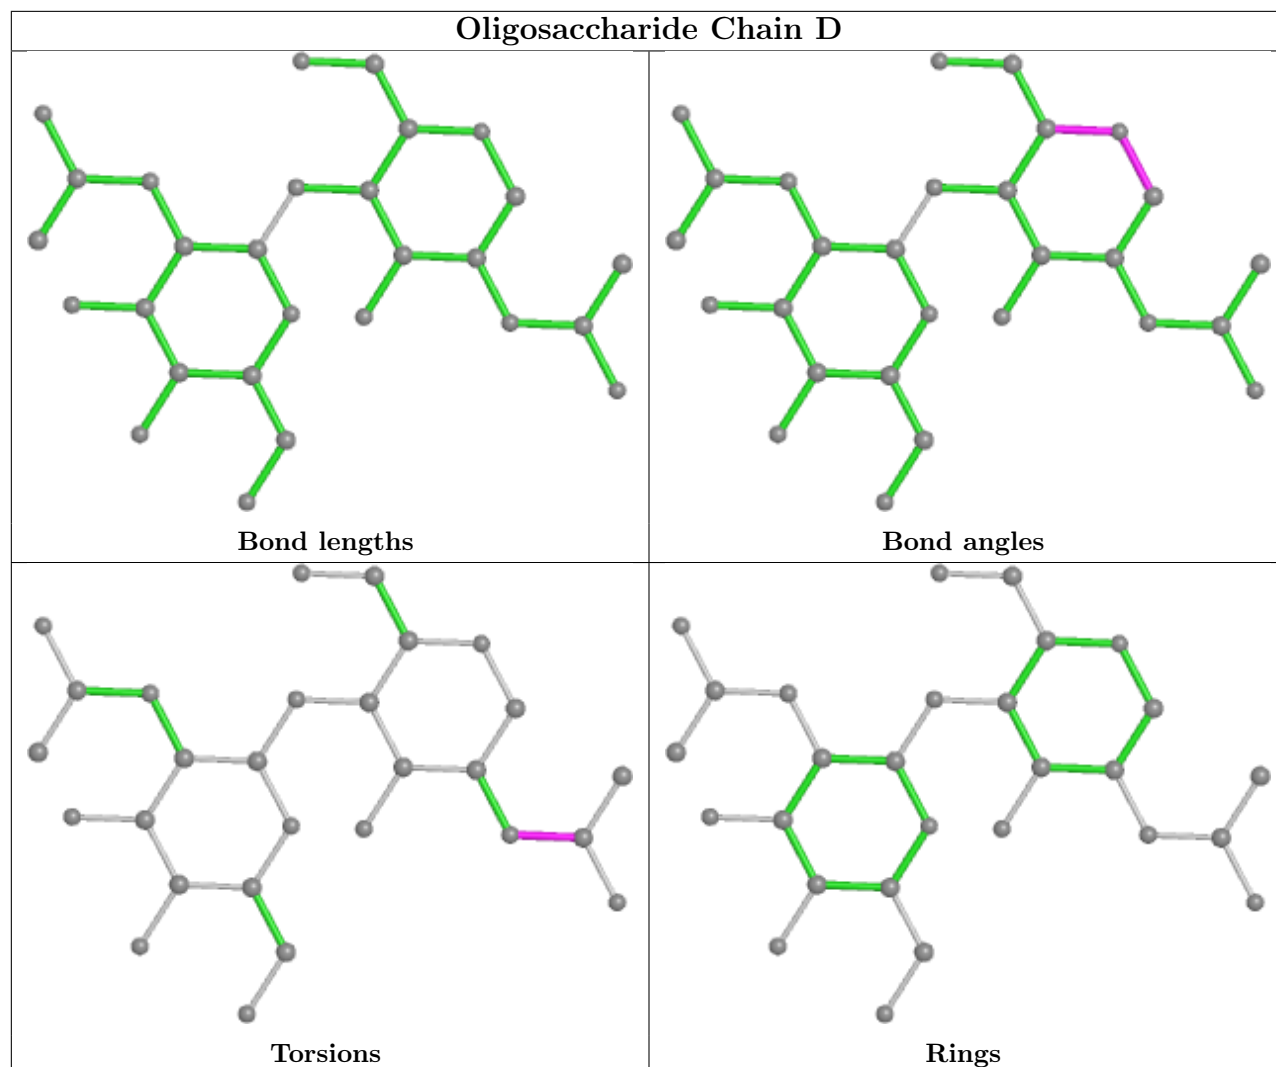 Oligosaccharide Chain D
Bond lengths
Bond angles
Torsions
Rings